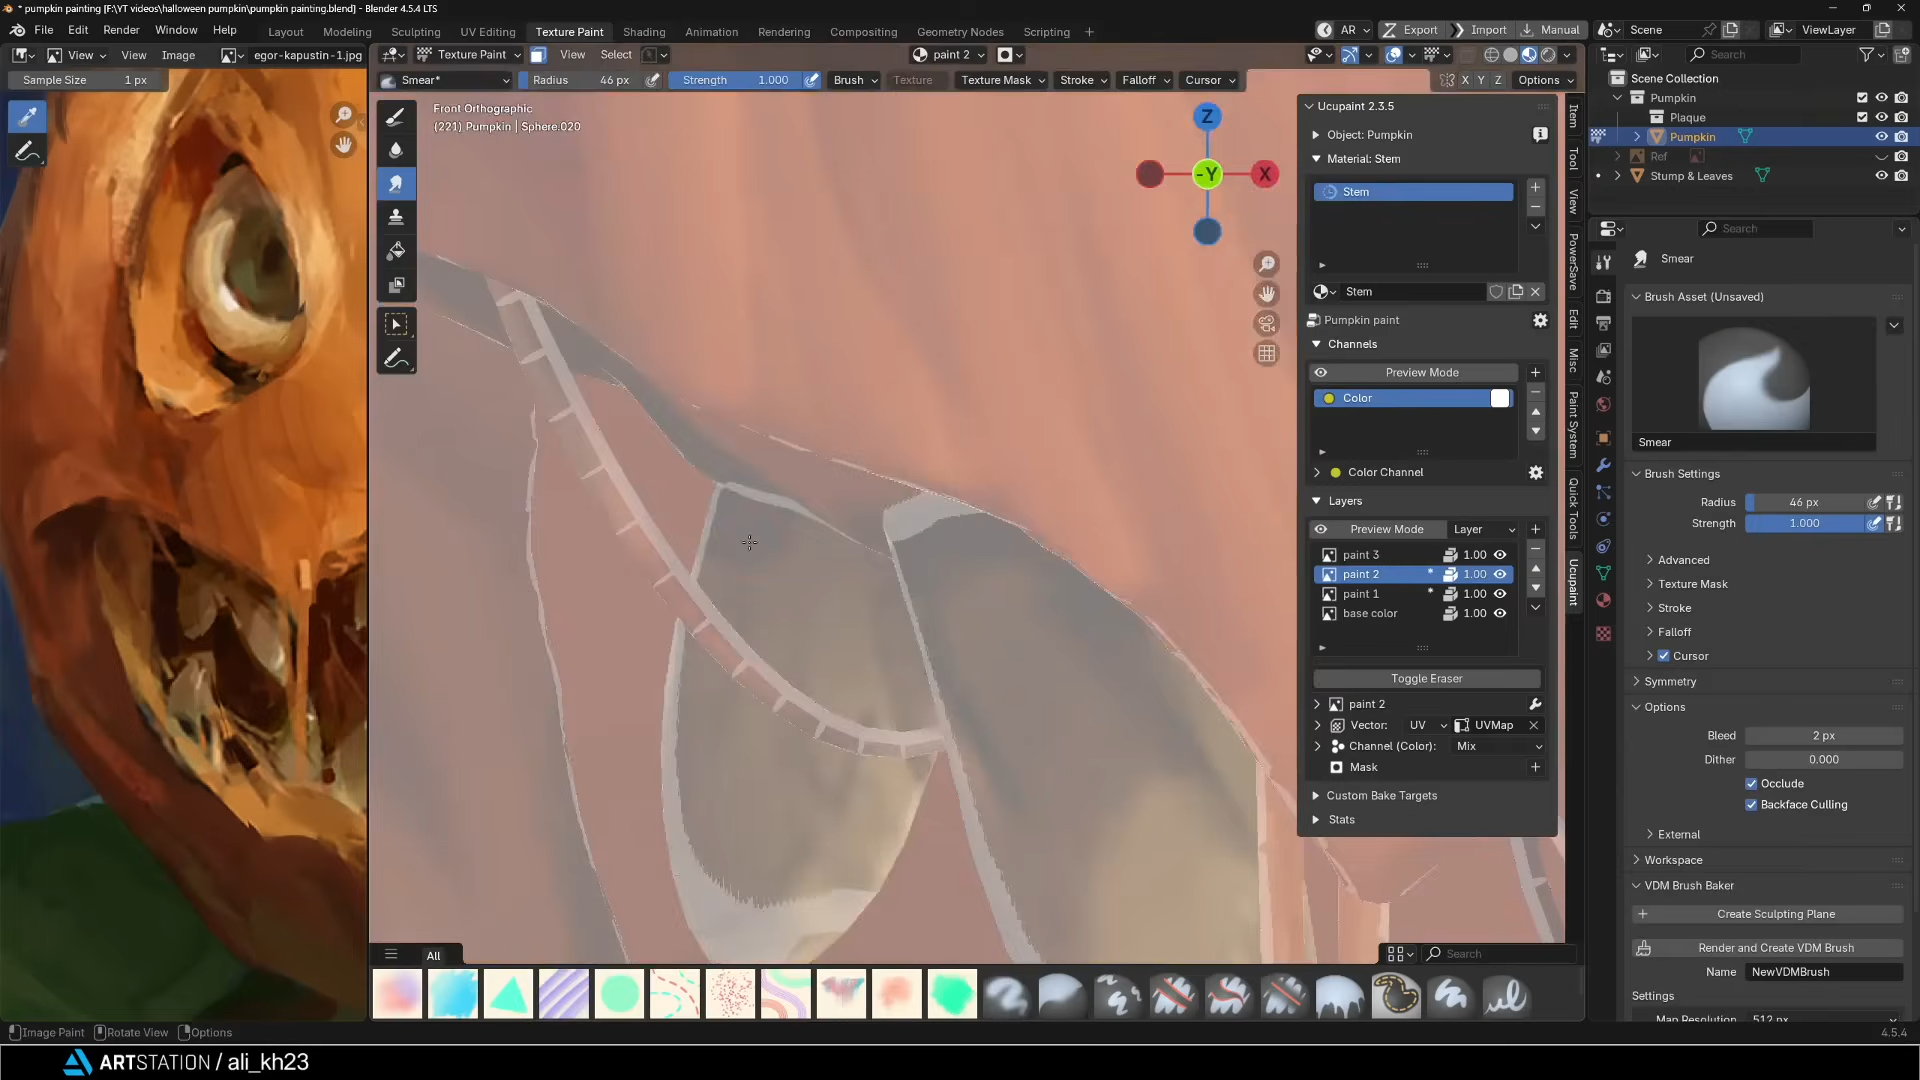 * pumpkin painting [F:\YT videos\halloween pumpkin\pumpkin painting.blend] - Blender 4.5.4 LTS
File Edit Render Window Help Layout Modeling Sculpting UV Editing Texture Paint Shading Animation Rendering Compositing Geometry Nodes Scripting + AR Export Import Manual Scene ViewLayer
View View Image egor-kapustin-1.jpg Texture Paint View Select paint 2 Search
Sample Size 1 px Smear* Radius 46 px Strength 1.000 Brush Texture Texture Mask Stroke Falloff Cursor X Y Z Options
Scene Collection
Pumpkin
Plaque
Pumpkin
Ref
Stump & Leaves
Front Orthographic
(221) Pumpkin | Sphere.020
Z
-Y
X
Ucupaint 2.3.5
Object: Pumpkin
Material: Stem
Stem
Stem
Pumpkin paint
Channels
Preview Mode
Color
Color Channel
Layers
Preview Mode Layer
paint 3 1.00
paint 2 * 1.00
paint 1 * 1.00
base color 1.00
Toggle Eraser
paint 2
Vector: UV UVMap
Channel (Color): Mix
Mask
Custom Bake Targets
Stats
Item
Tool
View
PowerSave
Edit
Misc
Paint System
Quick Tools
Ucupaint
Search
Smear
Brush Asset (Unsaved)
Smear
Brush Settings
Radius 46 px
Strength 1.000
Advanced
Texture Mask
Stroke
Falloff
Cursor
Symmetry
Options
Bleed 2 px
Dither 0.000
Occlude
Backface Culling
External
Workspace
VDM Brush Baker
Create Sculpting Plane
Render and Create VDM Brush
Name NewVDMBrush
Settings
Map Resolution 512 px
All
Search
Image Paint Rotate View Options
4.5.4
ARTSTATION / ali_kh23